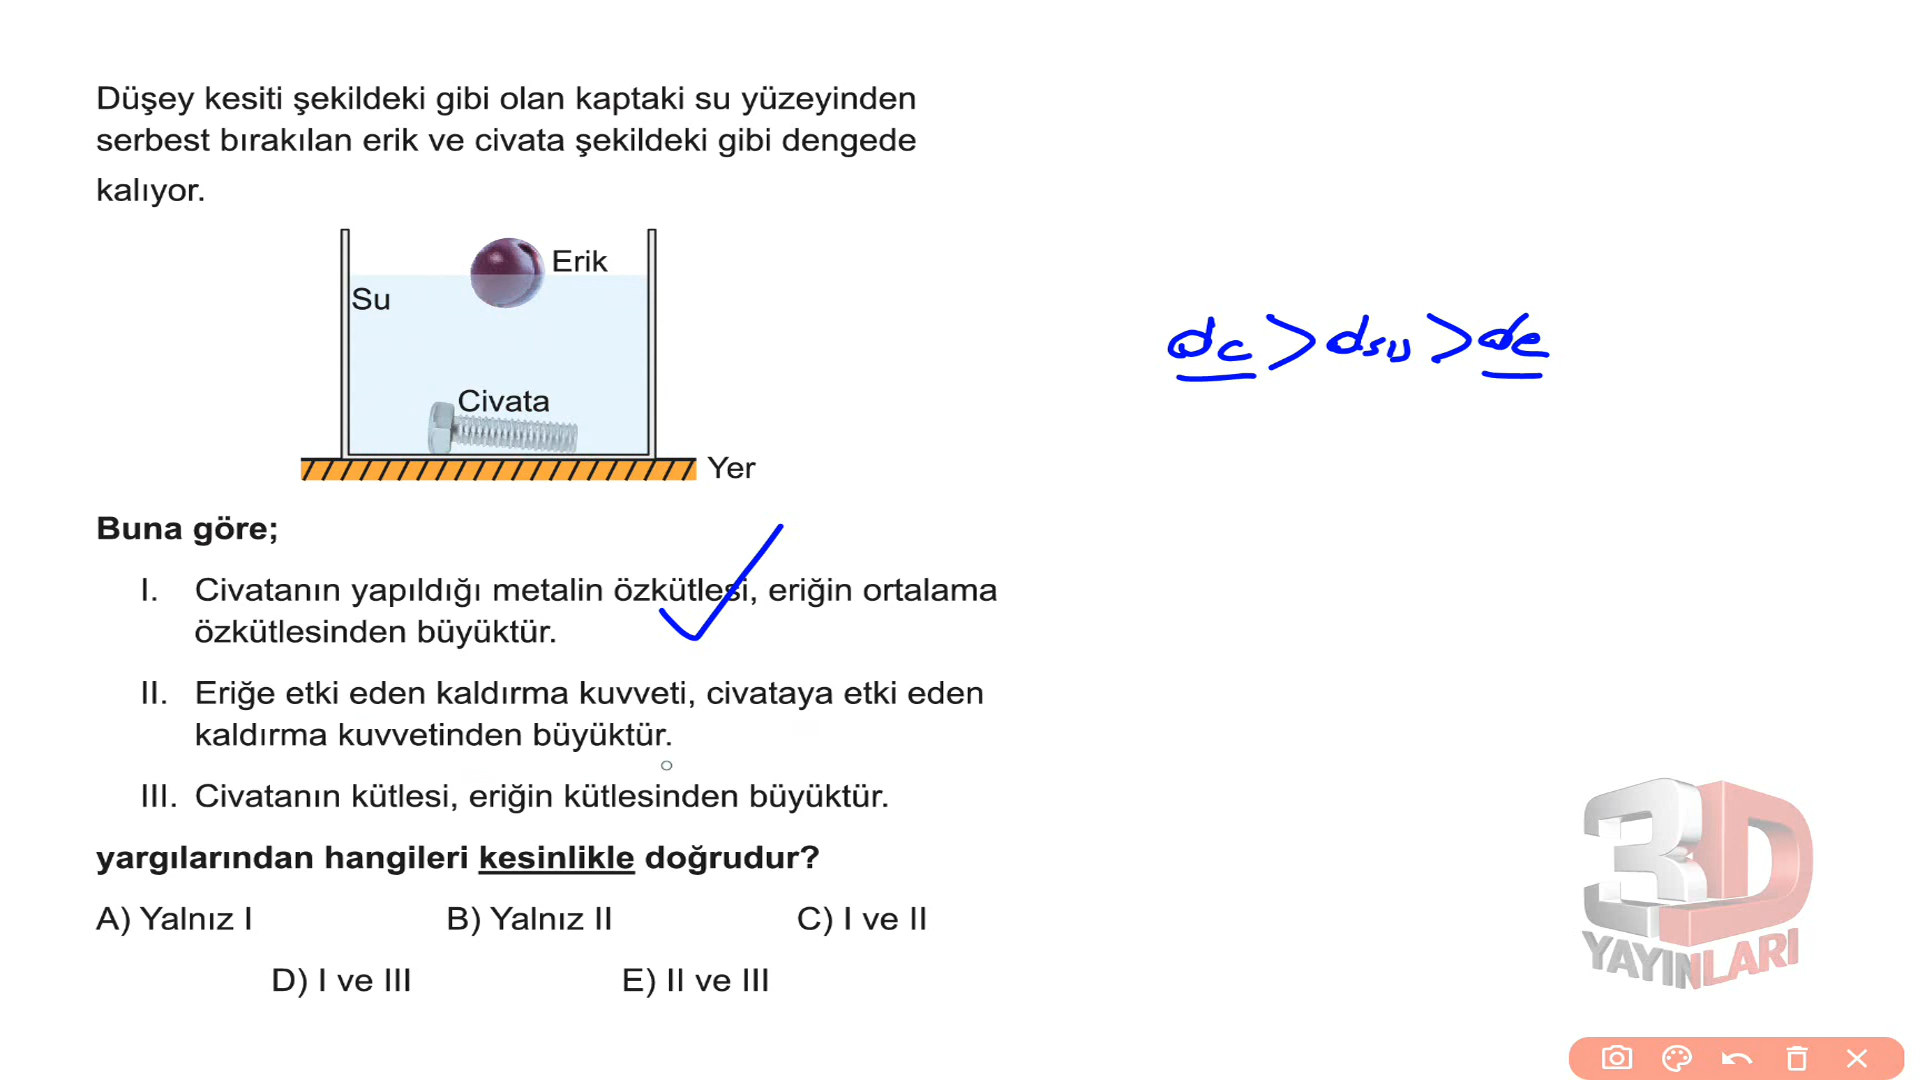 Düşey kesiti şekildeki gibi olan kaptaki su yüzeyinden
serbest bırakılan erik ve civata şekildeki gibi dengede
kalıyor.
Erik
Su
Civata
Yer
dc > dsu > de
Buna göre;
I. Civatanın yapıldığı metalin özkütlesi, eriğin ortalama
özkütlesinden büyüktür.
II. Eriğe etki eden kaldırma kuvveti, civataya etki eden
kaldırma kuvvetinden büyüktür.
III. Civatanın kütlesi, eriğin kütlesinden büyüktür.
yargılarından hangileri kesinlikle doğrudur?
A) Yalnız I B) Yalnız II C) I ve II
D) I ve III E) II ve III
3D
YAYINLARI